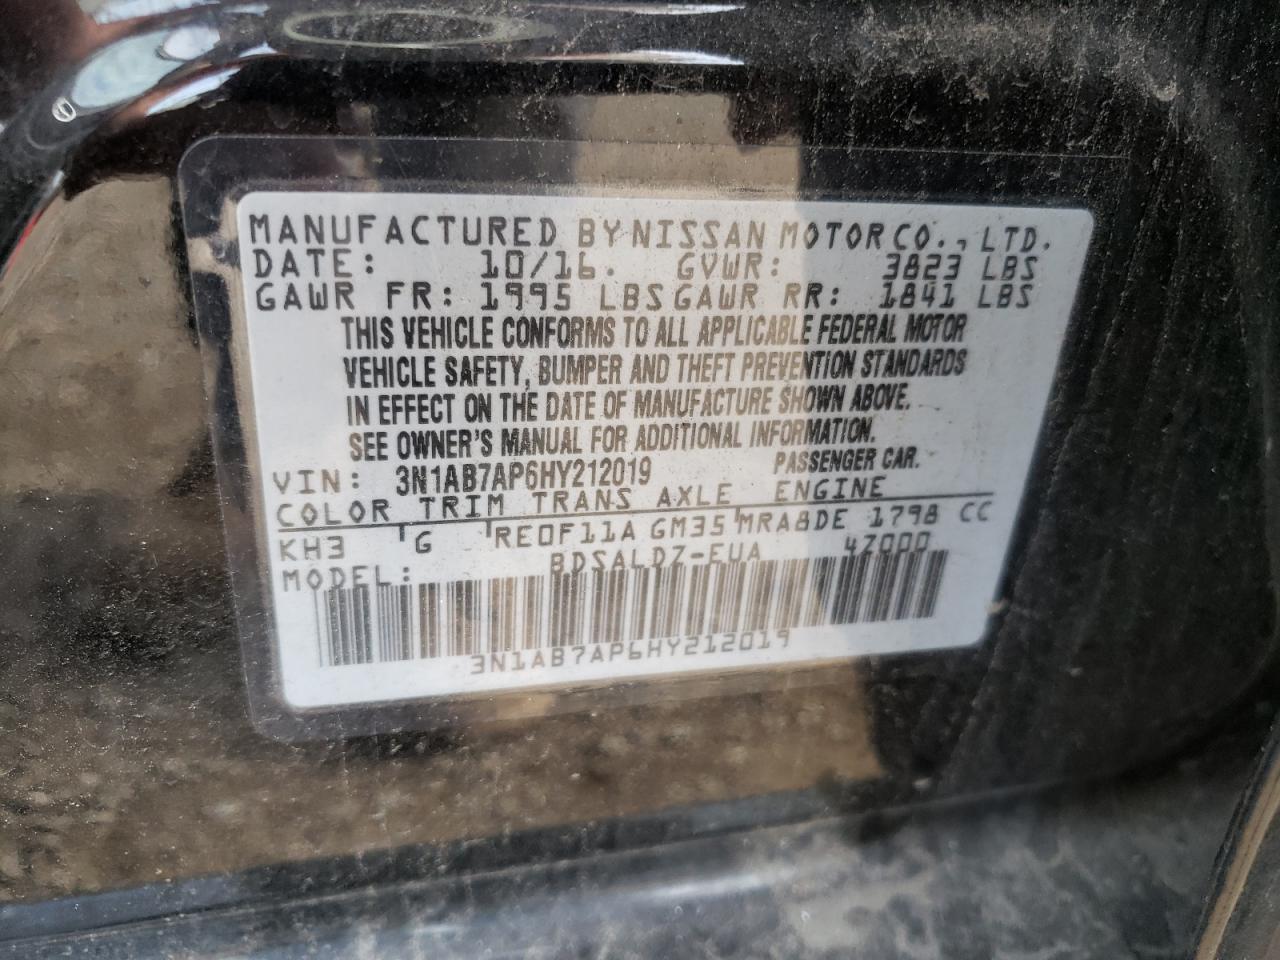 MANUFACTURED BY NISSAN MOTOR CO., LTD.
DATE: 10/16. GVWR: 3823 LBS
GAWR FR: 1995 LBS GAWR RR: 1841 LBS
THIS VEHICLE CONFORMS TO ALL APPLICABLE FEDERAL MOTOR
VEHICLE SAFETY, BUMPER AND THEFT PREVENTION STANDARDS
IN EFFECT ON THE DATE OF MANUFACTURE SHOWN ABOVE.
SEE OWNER'S MANUAL FOR ADDITIONAL INFORMATION.
VIN: 3N1AB7AP6HY212019 PASSENGER CAR.
COLOR TRIM TRANS AXLE ENGINE
KH3 G RE0F11A GM35 MRA8DE 1798 CC
MODEL: BDSALDZ-EUA 4Z000
3N1AB7AP6HY212019